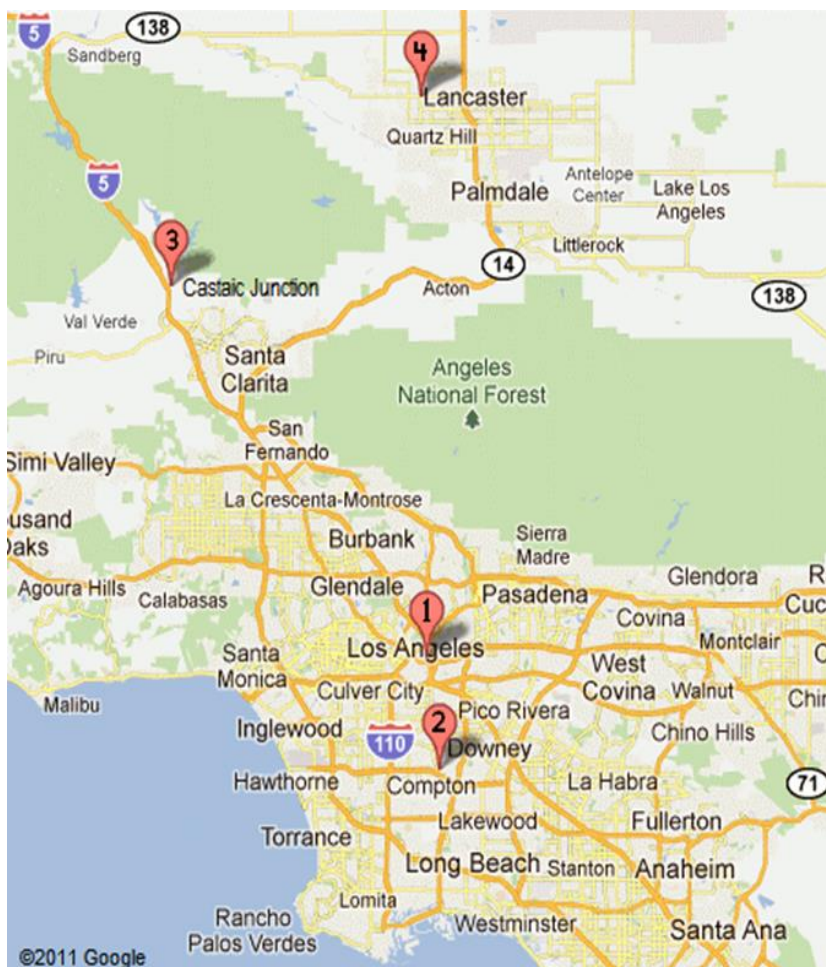 5
138
Sandberg
4
Lancaster
Quartz Hill
5
Palmdale
Antelope
Center
Lake Los
Angeles
3
Littlerock
14
Castaic Junction
Acton
138
Val Verde
Piru
Santa
Clarita
Angeles
National Forest
San
Fernando
Simi Valley
La Crescenta-Montrose
usand
Oaks
Burbank
Sierra
Madre
Agoura Hills
Calabasas
Glendale
Pasadena
Glendora
R
Cuc
1
Covina
Los Angeles
Montclair
C
Santa
Monica
West
Covina
Walnut
Chin
Malibu
Culver City
Inglewood
2
Pico Rivera
110
Downey
Chino Hills
Hawthorne
Compton
La Habra
71
Torrance
Lakewood
Fullerton
Long Beach
Stanton
Anaheim
Lomita
Rancho
Palos Verdes
Westminster
Santa Ana
©2011 Google